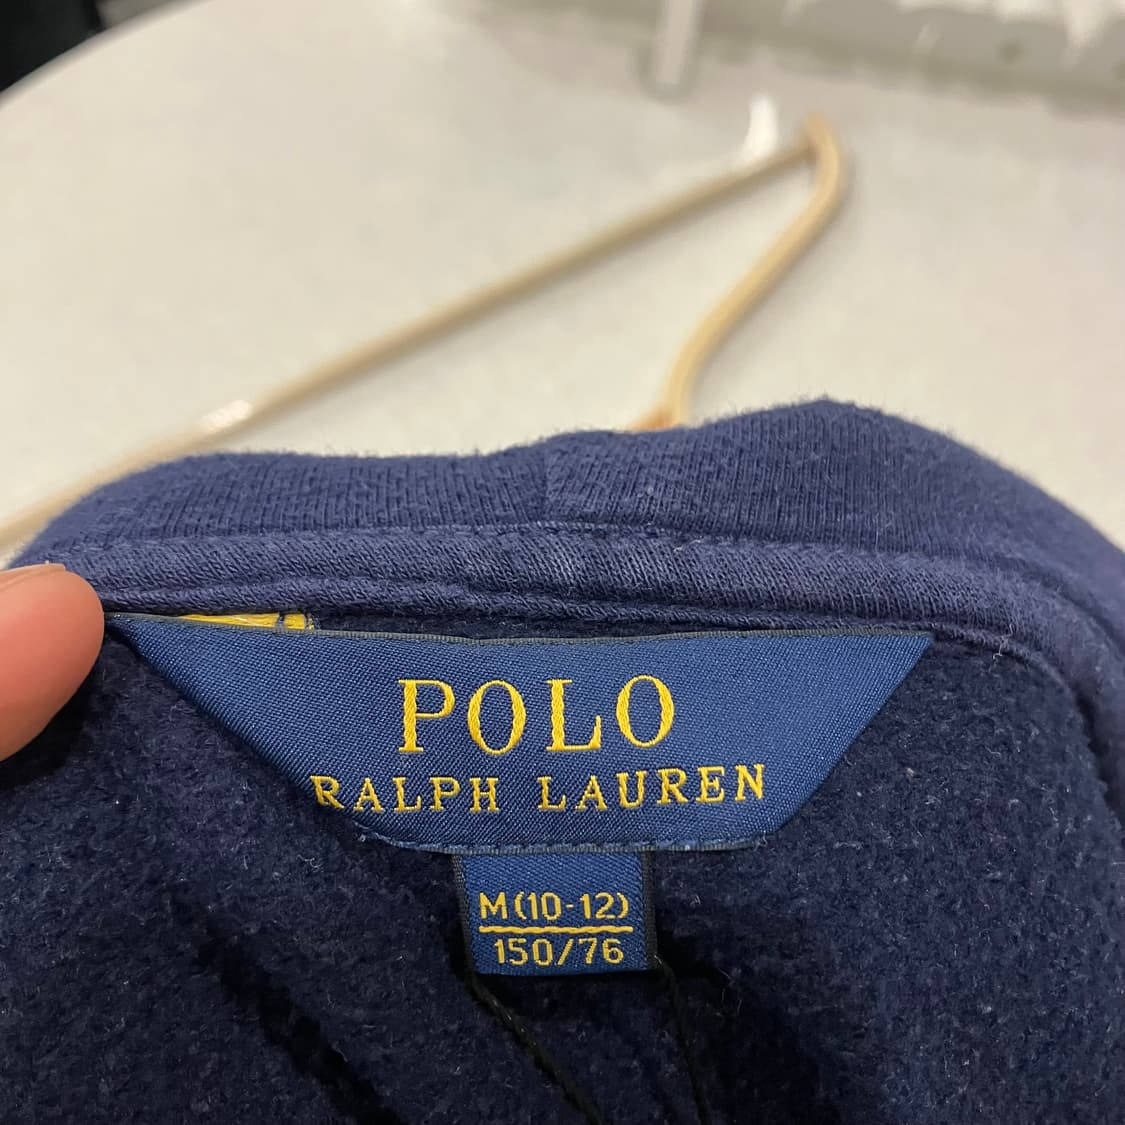 POLO
RALPH LAUREN
M(10-12)
150/76